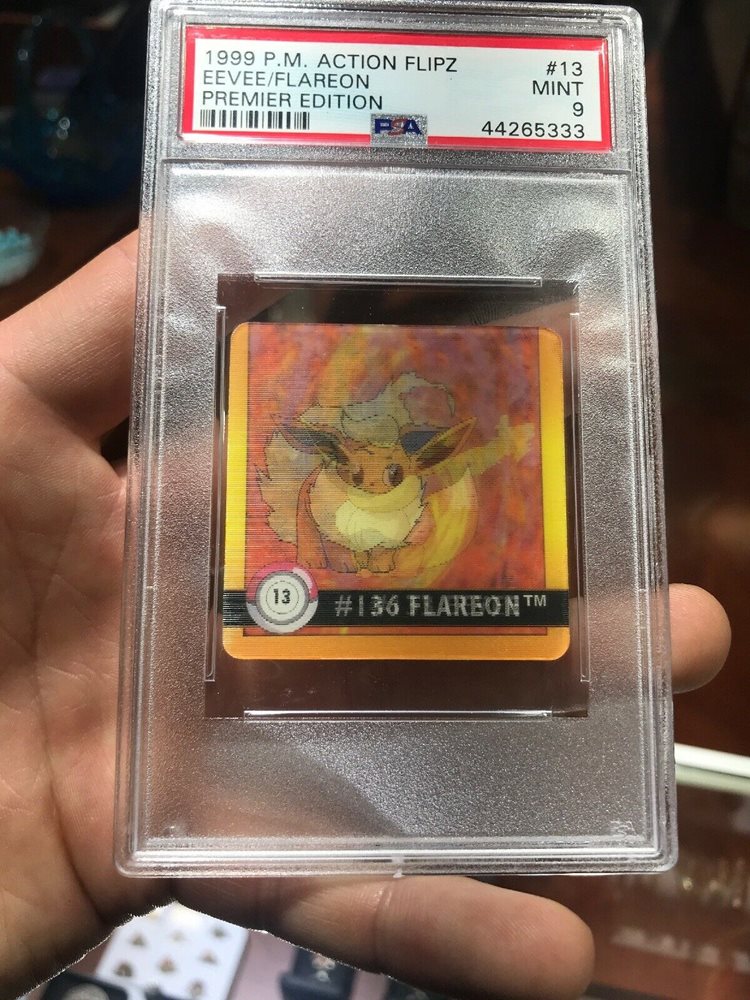 1999 P.M. ACTION FLIPZ #13
EEVEE/FLAREON MINT
PREMIER EDITION 9
PSA 44265333
13 #136 FLAREON™